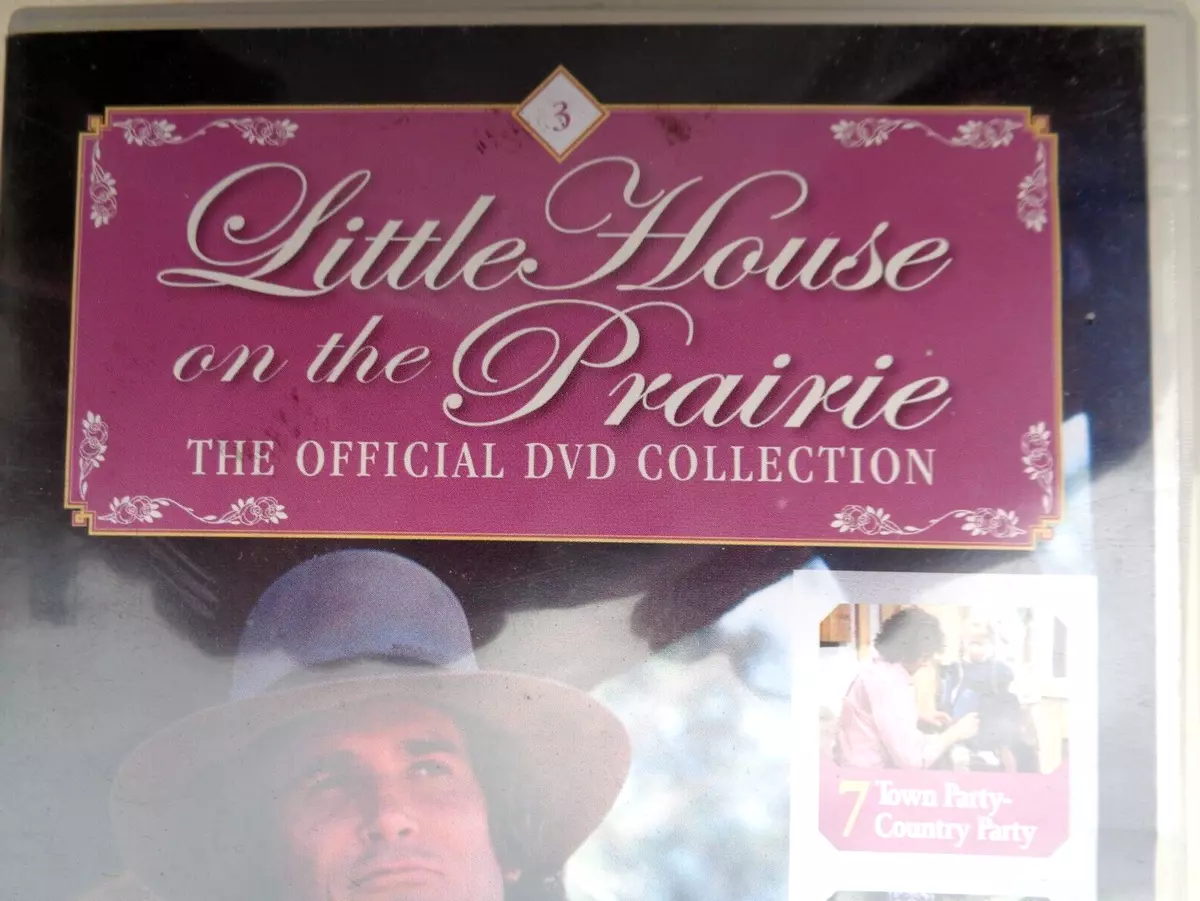 3
Little House
on the Prairie
THE OFFICIAL DVD COLLECTION
7 Town Party-
Country Party